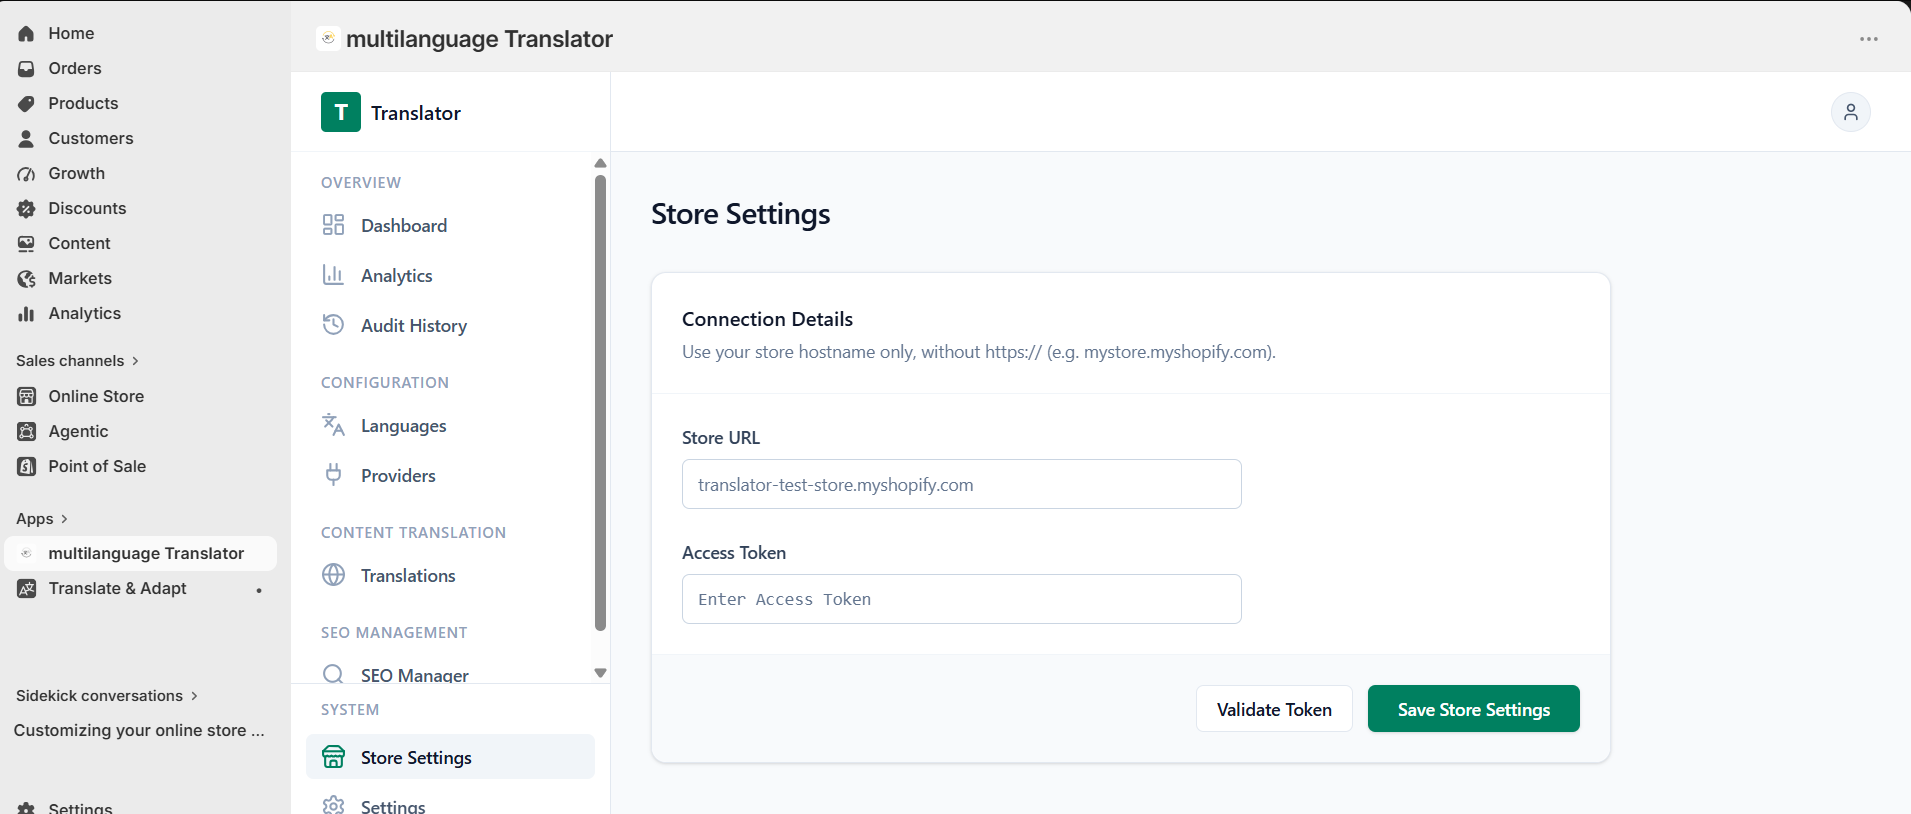 Home
Orders
Products
Customers
Growth
Discounts
Content
Markets
Analytics
Sales channels
Online Store
Agentic
Point of Sale
Apps
multilanguage Translator
Translate & Adapt
Sidekick conversations
Customizing your online store ...
Settings
multilanguage Translator
T Translator
OVERVIEW
Dashboard
Analytics
Audit History
CONFIGURATION
Languages
Providers
CONTENT TRANSLATION
Translations
SEO MANAGEMENT
SEO Manager
SYSTEM
Store Settings
Settings
Store Settings
Connection Details
Use your store hostname only, without https:// (e.g. mystore.myshopify.com).
Store URL
translator-test-store.myshopify.com
Access Token
Enter Access Token
Validate Token
Save Store Settings